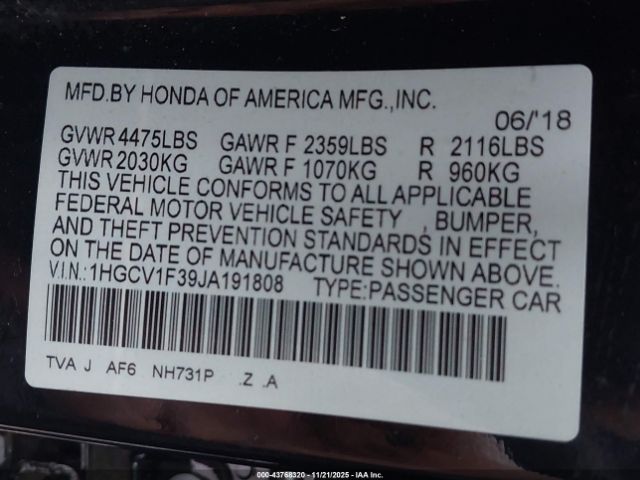 MFD.BY HONDA OF AMERICA MFG.,INC.
06/'18
GVWR 4475LBS GAWR F 2359LBS R 2116LBS
GVWR 2030KG GAWR F 1070KG R 960KG
THIS VEHICLE CONFORMS TO ALL APPLICABLE
FEDERAL MOTOR VEHICLE SAFETY , BUMPER,
AND THEFT PREVENTION STANDARDS IN EFFECT
ON THE DATE OF MANUFACTURE SHOWN ABOVE.
V.I.N.:1HGCV1F39JA191808 TYPE:PASSENGER CAR
TVA J AF6 NH731P .Z .A
000-43768320 - 11/21/2025 - IAA Inc.